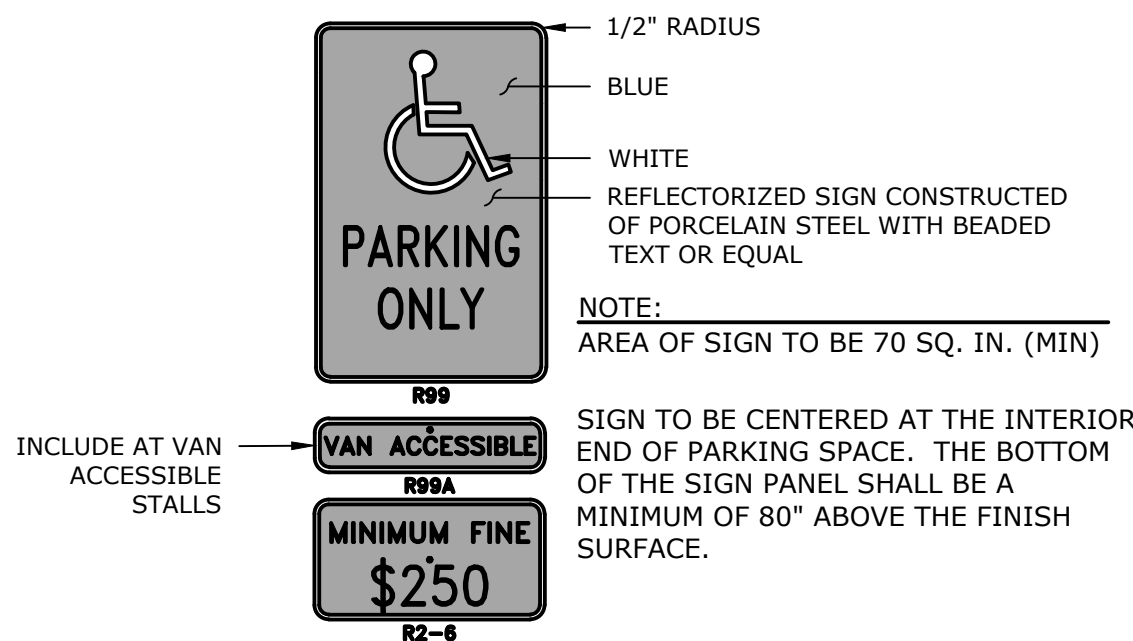 1/2" RADIUS
BLUE
WHITE
REFLECTORIZED SIGN CONSTRUCTED
OF PORCELAIN STEEL WITH BEADED
TEXT OR EQUAL
PARKING
ONLY
R99
NOTE:
AREA OF SIGN TO BE 70 SQ. IN. (MIN)
INCLUDE AT VAN
ACCESSIBLE
STALLS
VAN ACCESSIBLE
R99A
MINIMUM FINE
$250
R2-6
SIGN TO BE CENTERED AT THE INTERIOR
END OF PARKING SPACE. THE BOTTOM
OF THE SIGN PANEL SHALL BE A
MINIMUM OF 80" ABOVE THE FINISH
SURFACE.